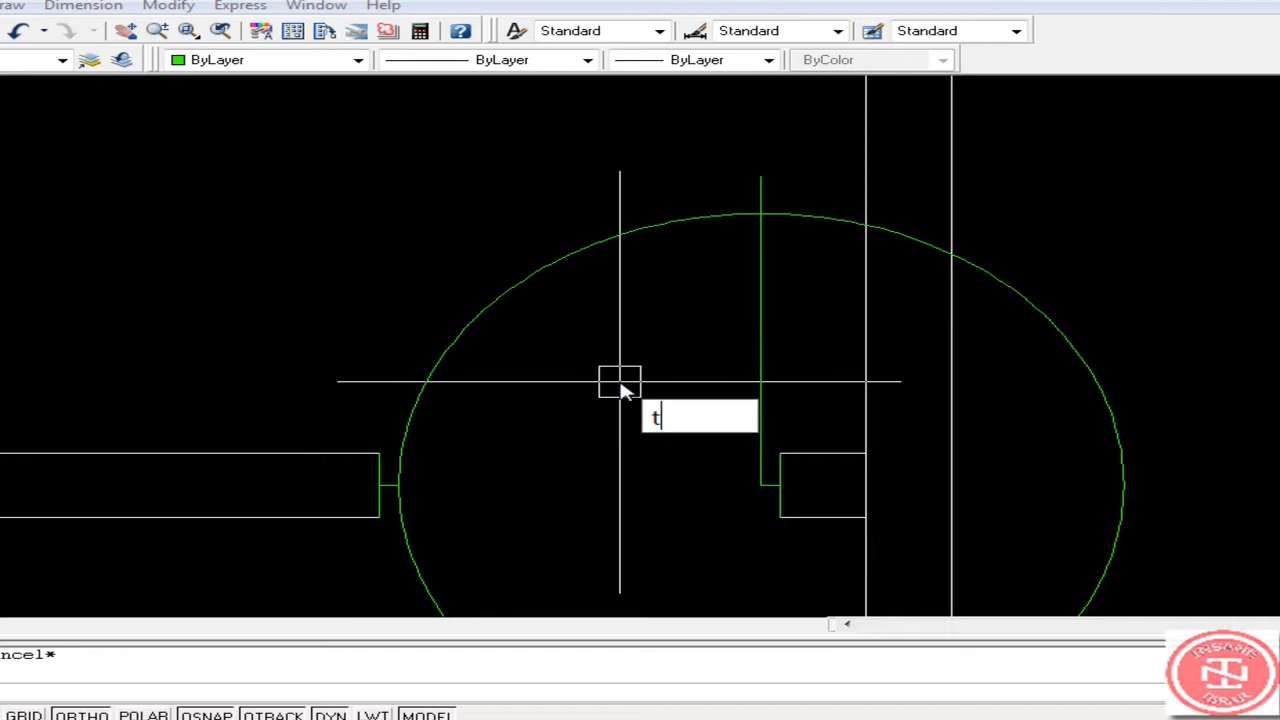 raw Dimension Modify Express Window Help
Standard Standard Standard
ByLayer ByLayer ByLayer ByColor
t
ncel*
GRID ORTHO POLAR OSNAP OTRACK DYN LWT MODEL
INSANE